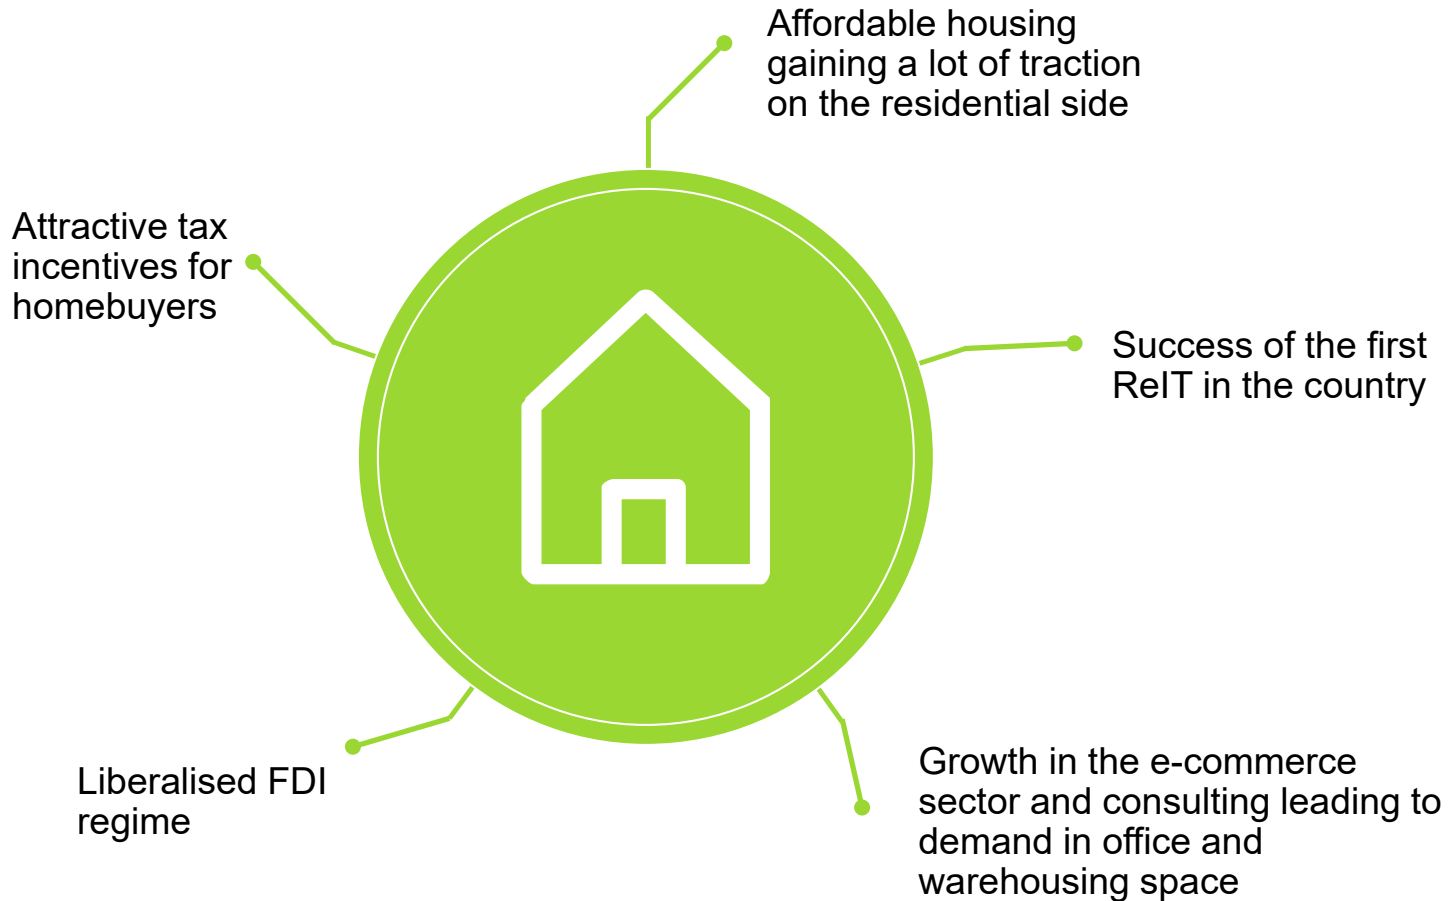 Affordable housing
gaining a lot of traction
on the residential side
Attractive tax
incentives for
homebuyers
Success of the first
ReIT in the country
Liberalised FDI
regime
Growth in the e-commerce
sector and consulting leading to
demand in office and
warehousing space